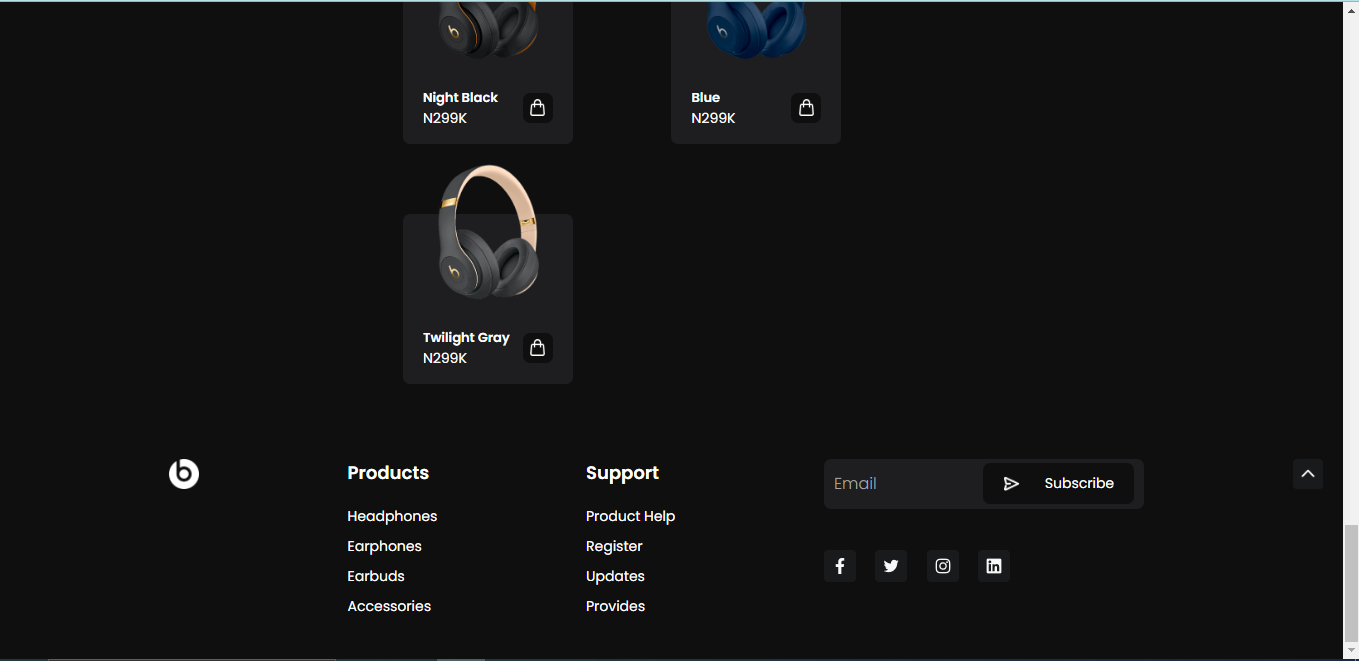 Night Black
N299K
Blue
N299K
Twilight Gray
N299K
Products
Headphones
Earphones
Earbuds
Accessories
Support
Product Help
Register
Updates
Provides
Email
Subscribe